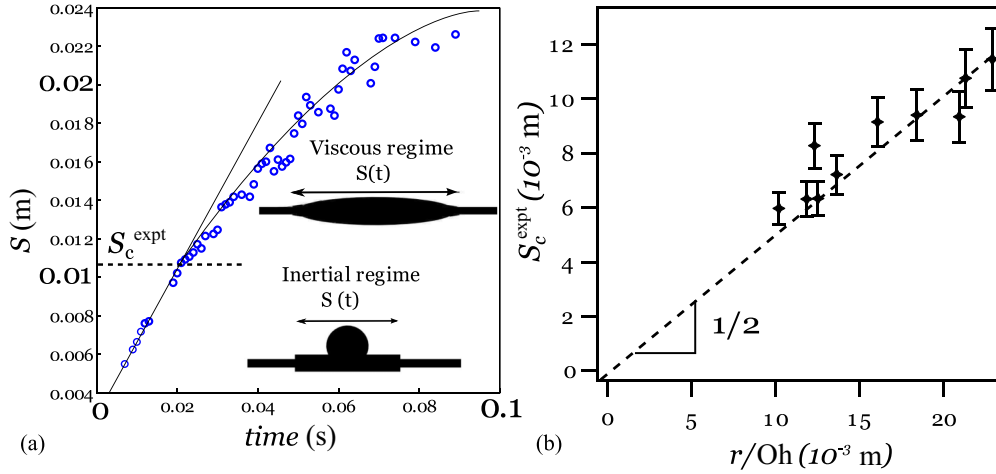 0.024
0.022
0.02
0.018
0.016
0.014
0.012
0.01
0.008
0.006
0.004
S (m)
S_c^expt
Viscous regime
S(t)
Inertial regime
S (t)
0 0.02 0.04 0.06 0.08 0.1
(a) time (s)
12
10
8
6
4
2
0
S_c^expt (10^-3 m)
1/2
0 5 10 15 20
(b) r/Oh (10^-3 m)